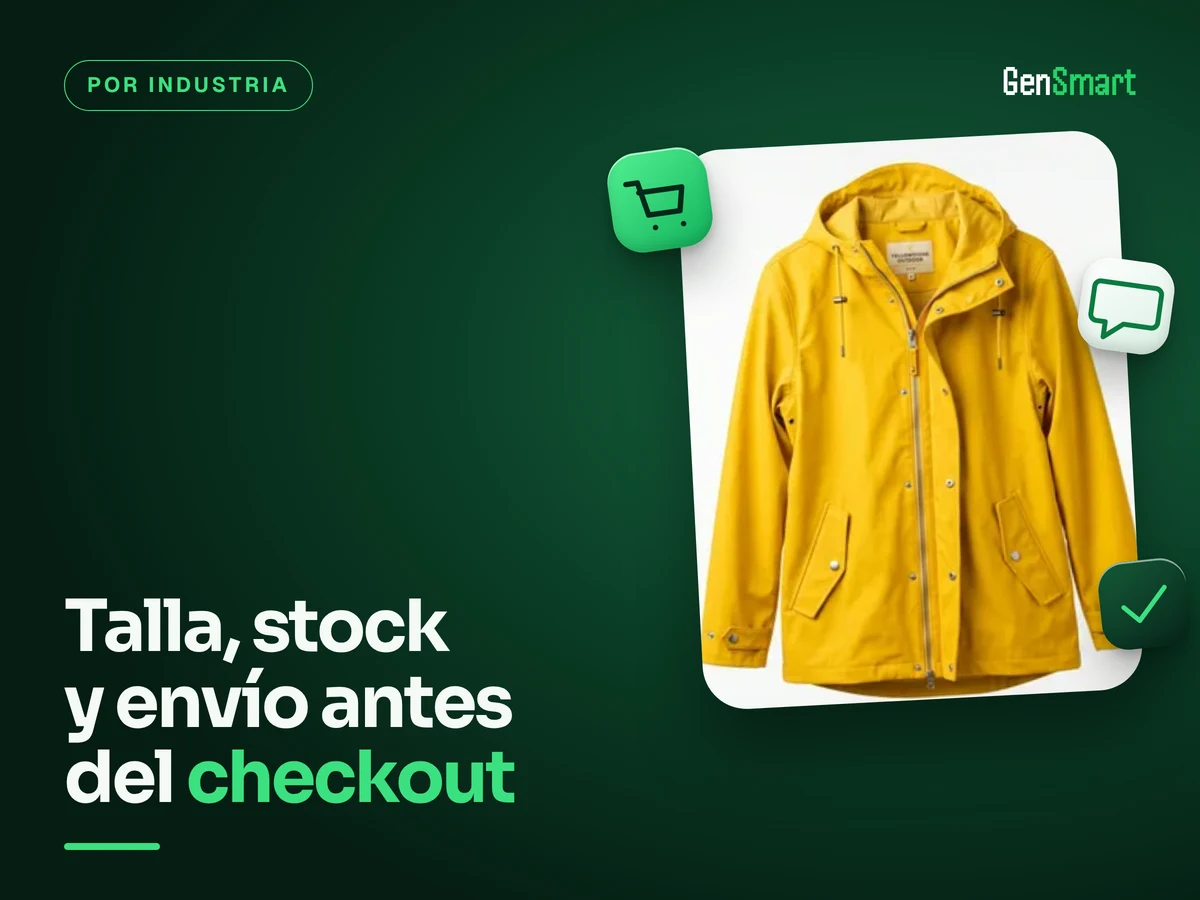 POR INDUSTRIA
GenSmart
Talla, stock
y envío antes
del checkout